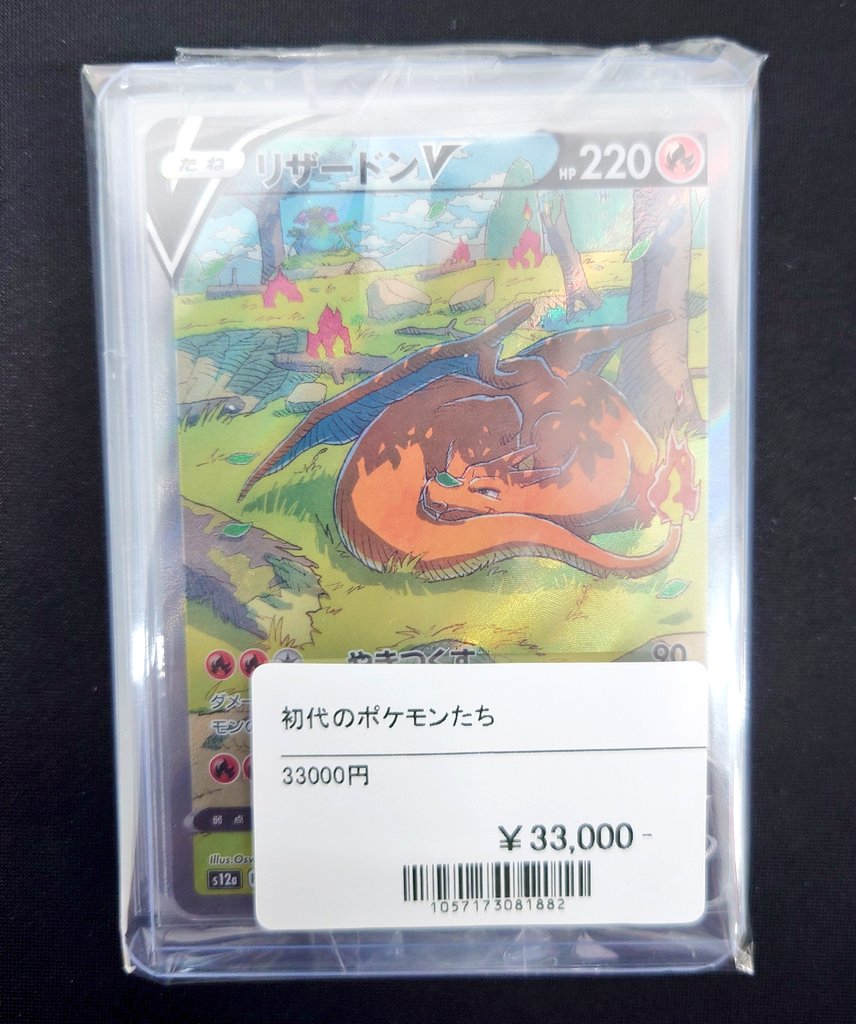 たね リザードンV HP 220
やきつくす 90
ダメー
モンの
初代のポケモンたち
33000円
¥33,000-
1057173081882
弱点
Illus.Osw
s12a